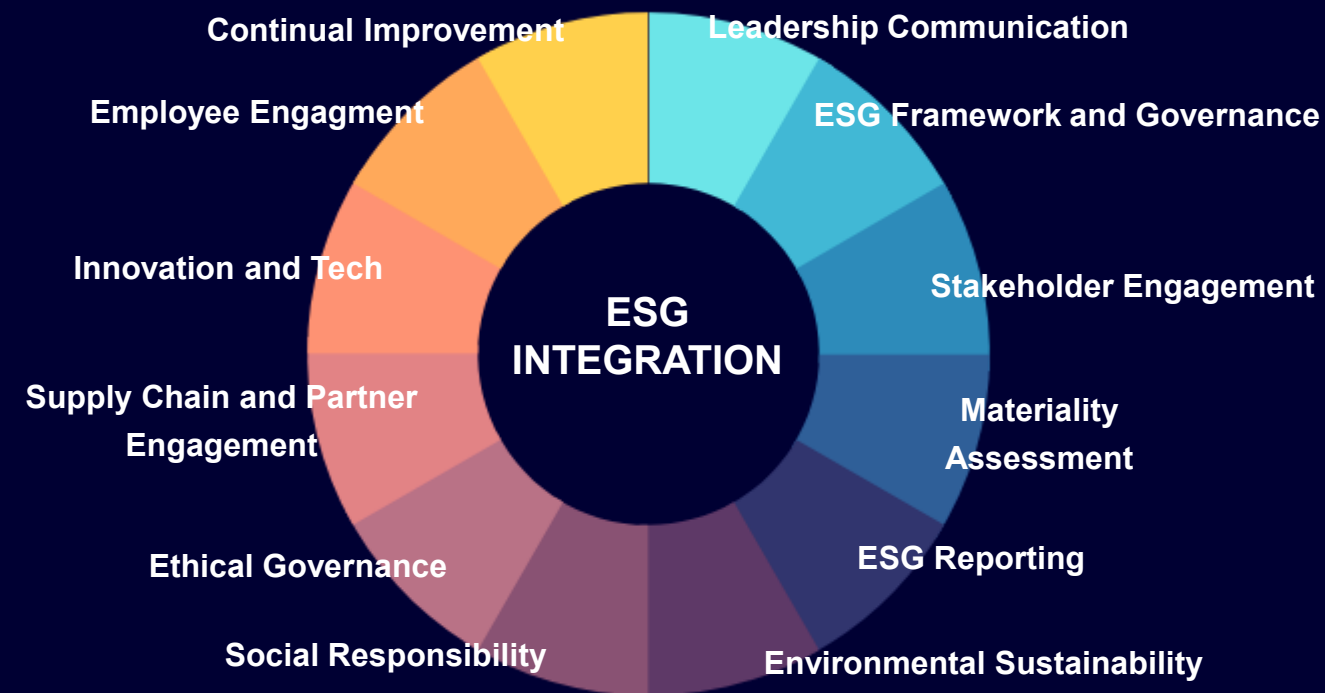 Continual Improvement
Leadership Communication
Employee Engagment
ESG Framework and Governance
Innovation and Tech
Stakeholder Engagement
ESG
INTEGRATION
Supply Chain and Partner
Engagement
Materiality
Assessment
Ethical Governance
ESG Reporting
Social Responsibility
Environmental Sustainability